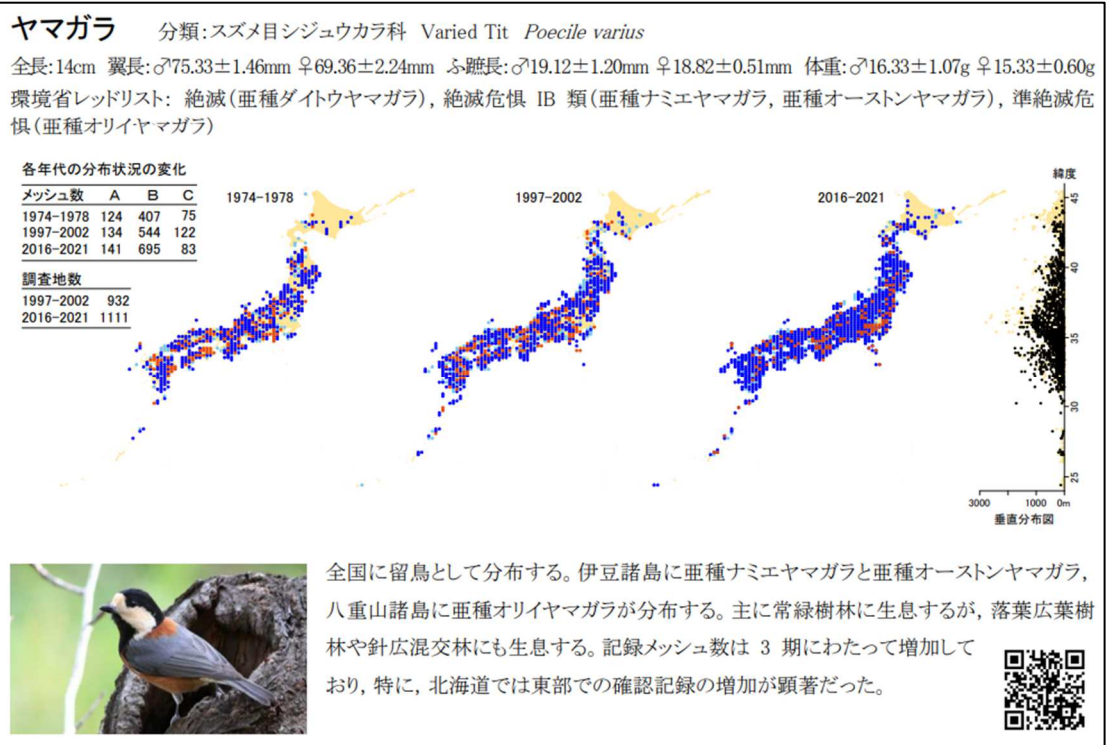 ヤマガラ 分類：スズメ目シジュウカラ科 Varied Tit Poecile varius
全長：14cm 翼長：♂75.33±1.46mm ♀69.36±2.24mm ふ蹠長：♂19.12±1.20mm ♀18.82±0.51mm 体重：♂16.33±1.07g ♀15.33±0.60g
環境省レッドリスト： 絶滅（亜種ダイトウヤマガラ），絶滅危惧 IB 類（亜種ナミエヤマガラ，亜種オーストンヤマガラ），準絶滅危
惧（亜種オリイヤマガラ）
各年代の分布状況の変化
メッシュ数 A B C
1974-1978 124 407 75
1997-2002 134 544 122
2016-2021 141 695 83
調査地数
1997-2002 932
2016-2021 1111
1974-1978
1997-2002
2016-2021
緯度
45
40
35
30
25
3000 1000 0m
垂直分布図
全国に留鳥として分布する。伊豆諸島に亜種ナミエヤマガラと亜種オーストンヤマガラ，
八重山諸島に亜種オリイヤマガラが分布する。主に常緑樹林に生息するが，落葉広葉樹
林や針広混交林にも生息する。記録メッシュ数は 3 期にわたって増加して
おり，特に，北海道では東部での確認記録の増加が顕著だった。